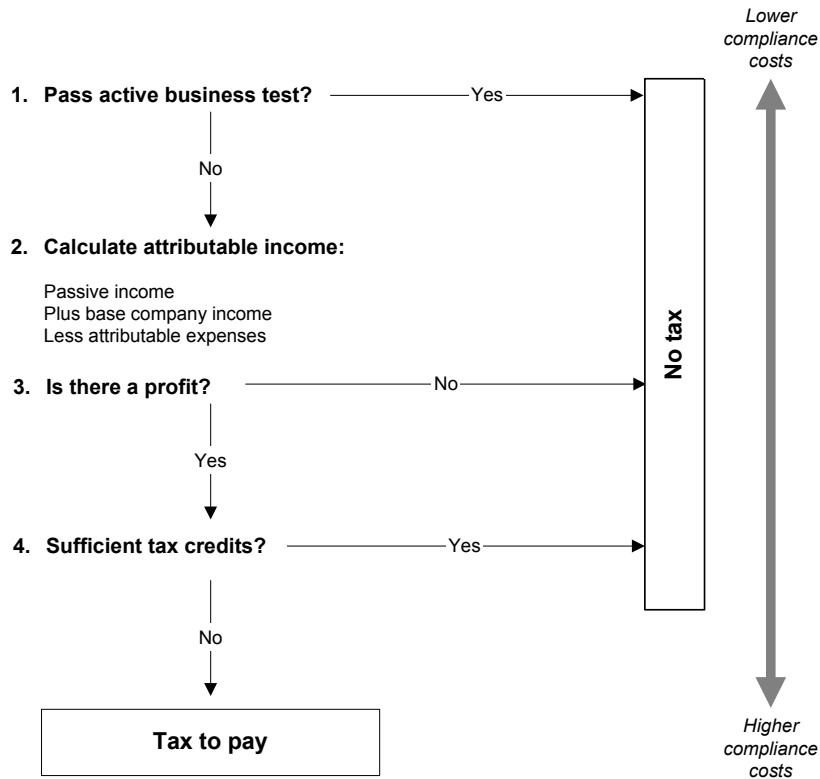 Lower
compliance
costs
1. Pass active business test?
Yes
No
2. Calculate attributable income:
Passive income
Plus base company income
Less attributable expenses
No tax
3. Is there a profit?
No
Yes
4. Sufficient tax credits?
Yes
No
Tax to pay
Higher
compliance
costs